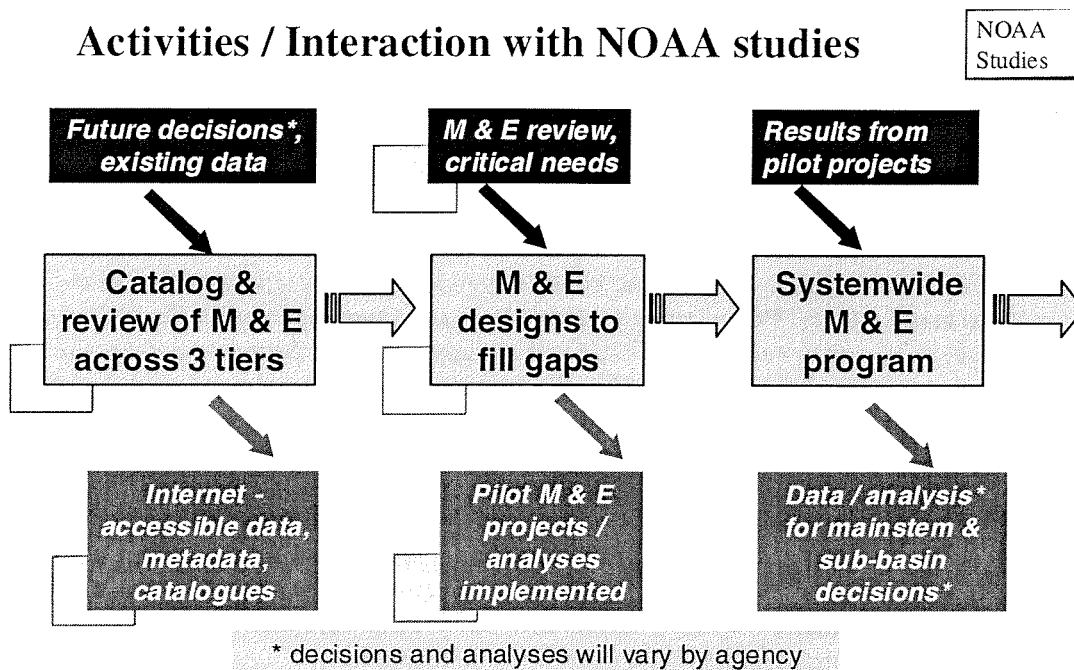 Activities / Interaction with NOAA studies
NOAA
Studies
Future decisions*,
existing data
M & E review,
critical needs
Results from
pilot projects
Catalog &
review of M & E
across 3 tiers
M & E
designs to
fill gaps
Systemwide
M & E
program
Internet -
accessible data,
metadata,
catalogues
Pilot M & E
projects /
analyses
implemented
Data / analysis*
for mainstem &
sub-basin
decisions*
* decisions and analyses will vary by agency